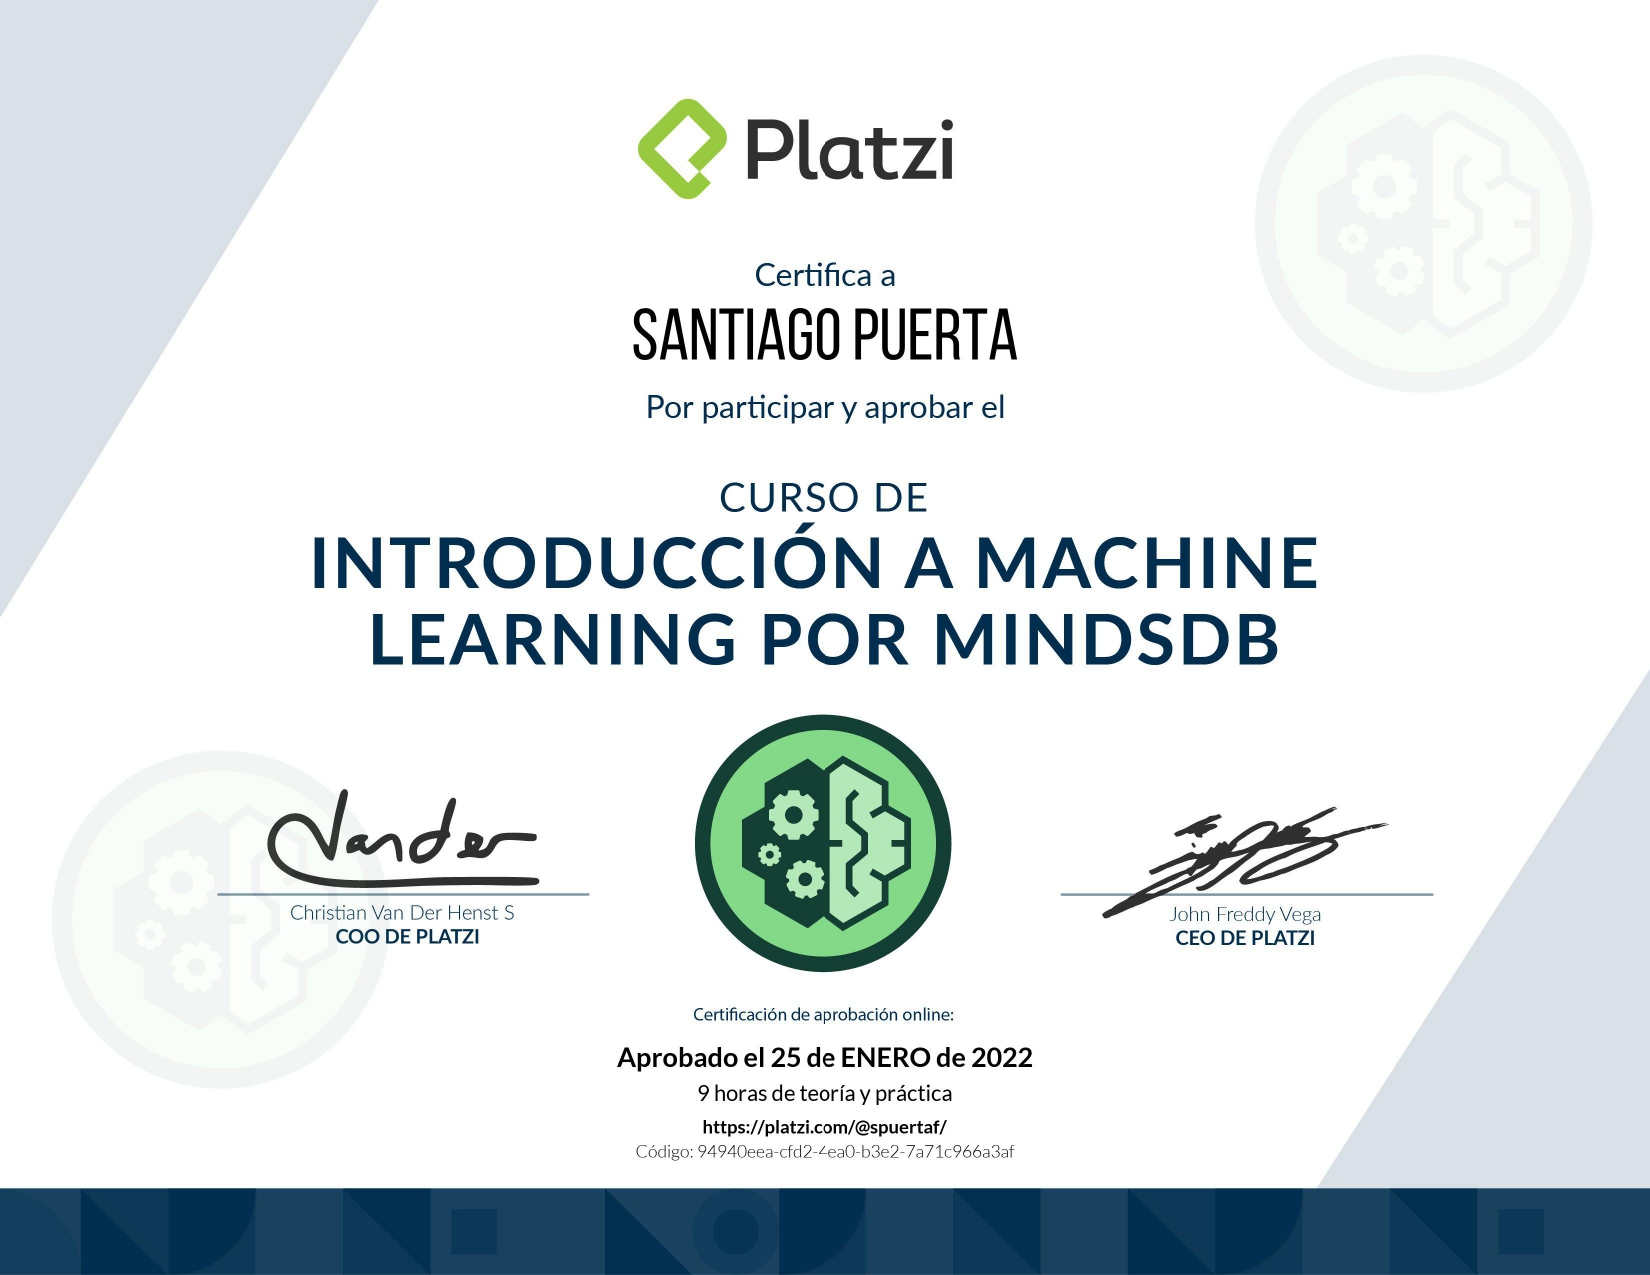 Platzi
Certifica a
SANTIAGO PUERTA
Por participar y aprobar el
CURSO DE
INTRODUCCIÓN A MACHINE
LEARNING POR MINDSDB
Vander
Christian Van Der Henst S
COO DE PLATZI
John Freddy Vega
CEO DE PLATZI
Certificación de aprobación online:
Aprobado el 25 de ENERO de 2022
9 horas de teoría y práctica
https://platzi.com/@spuertaf/
Código: 94940eea-cfd2-4ea0-b3e2-7a71c966a3af